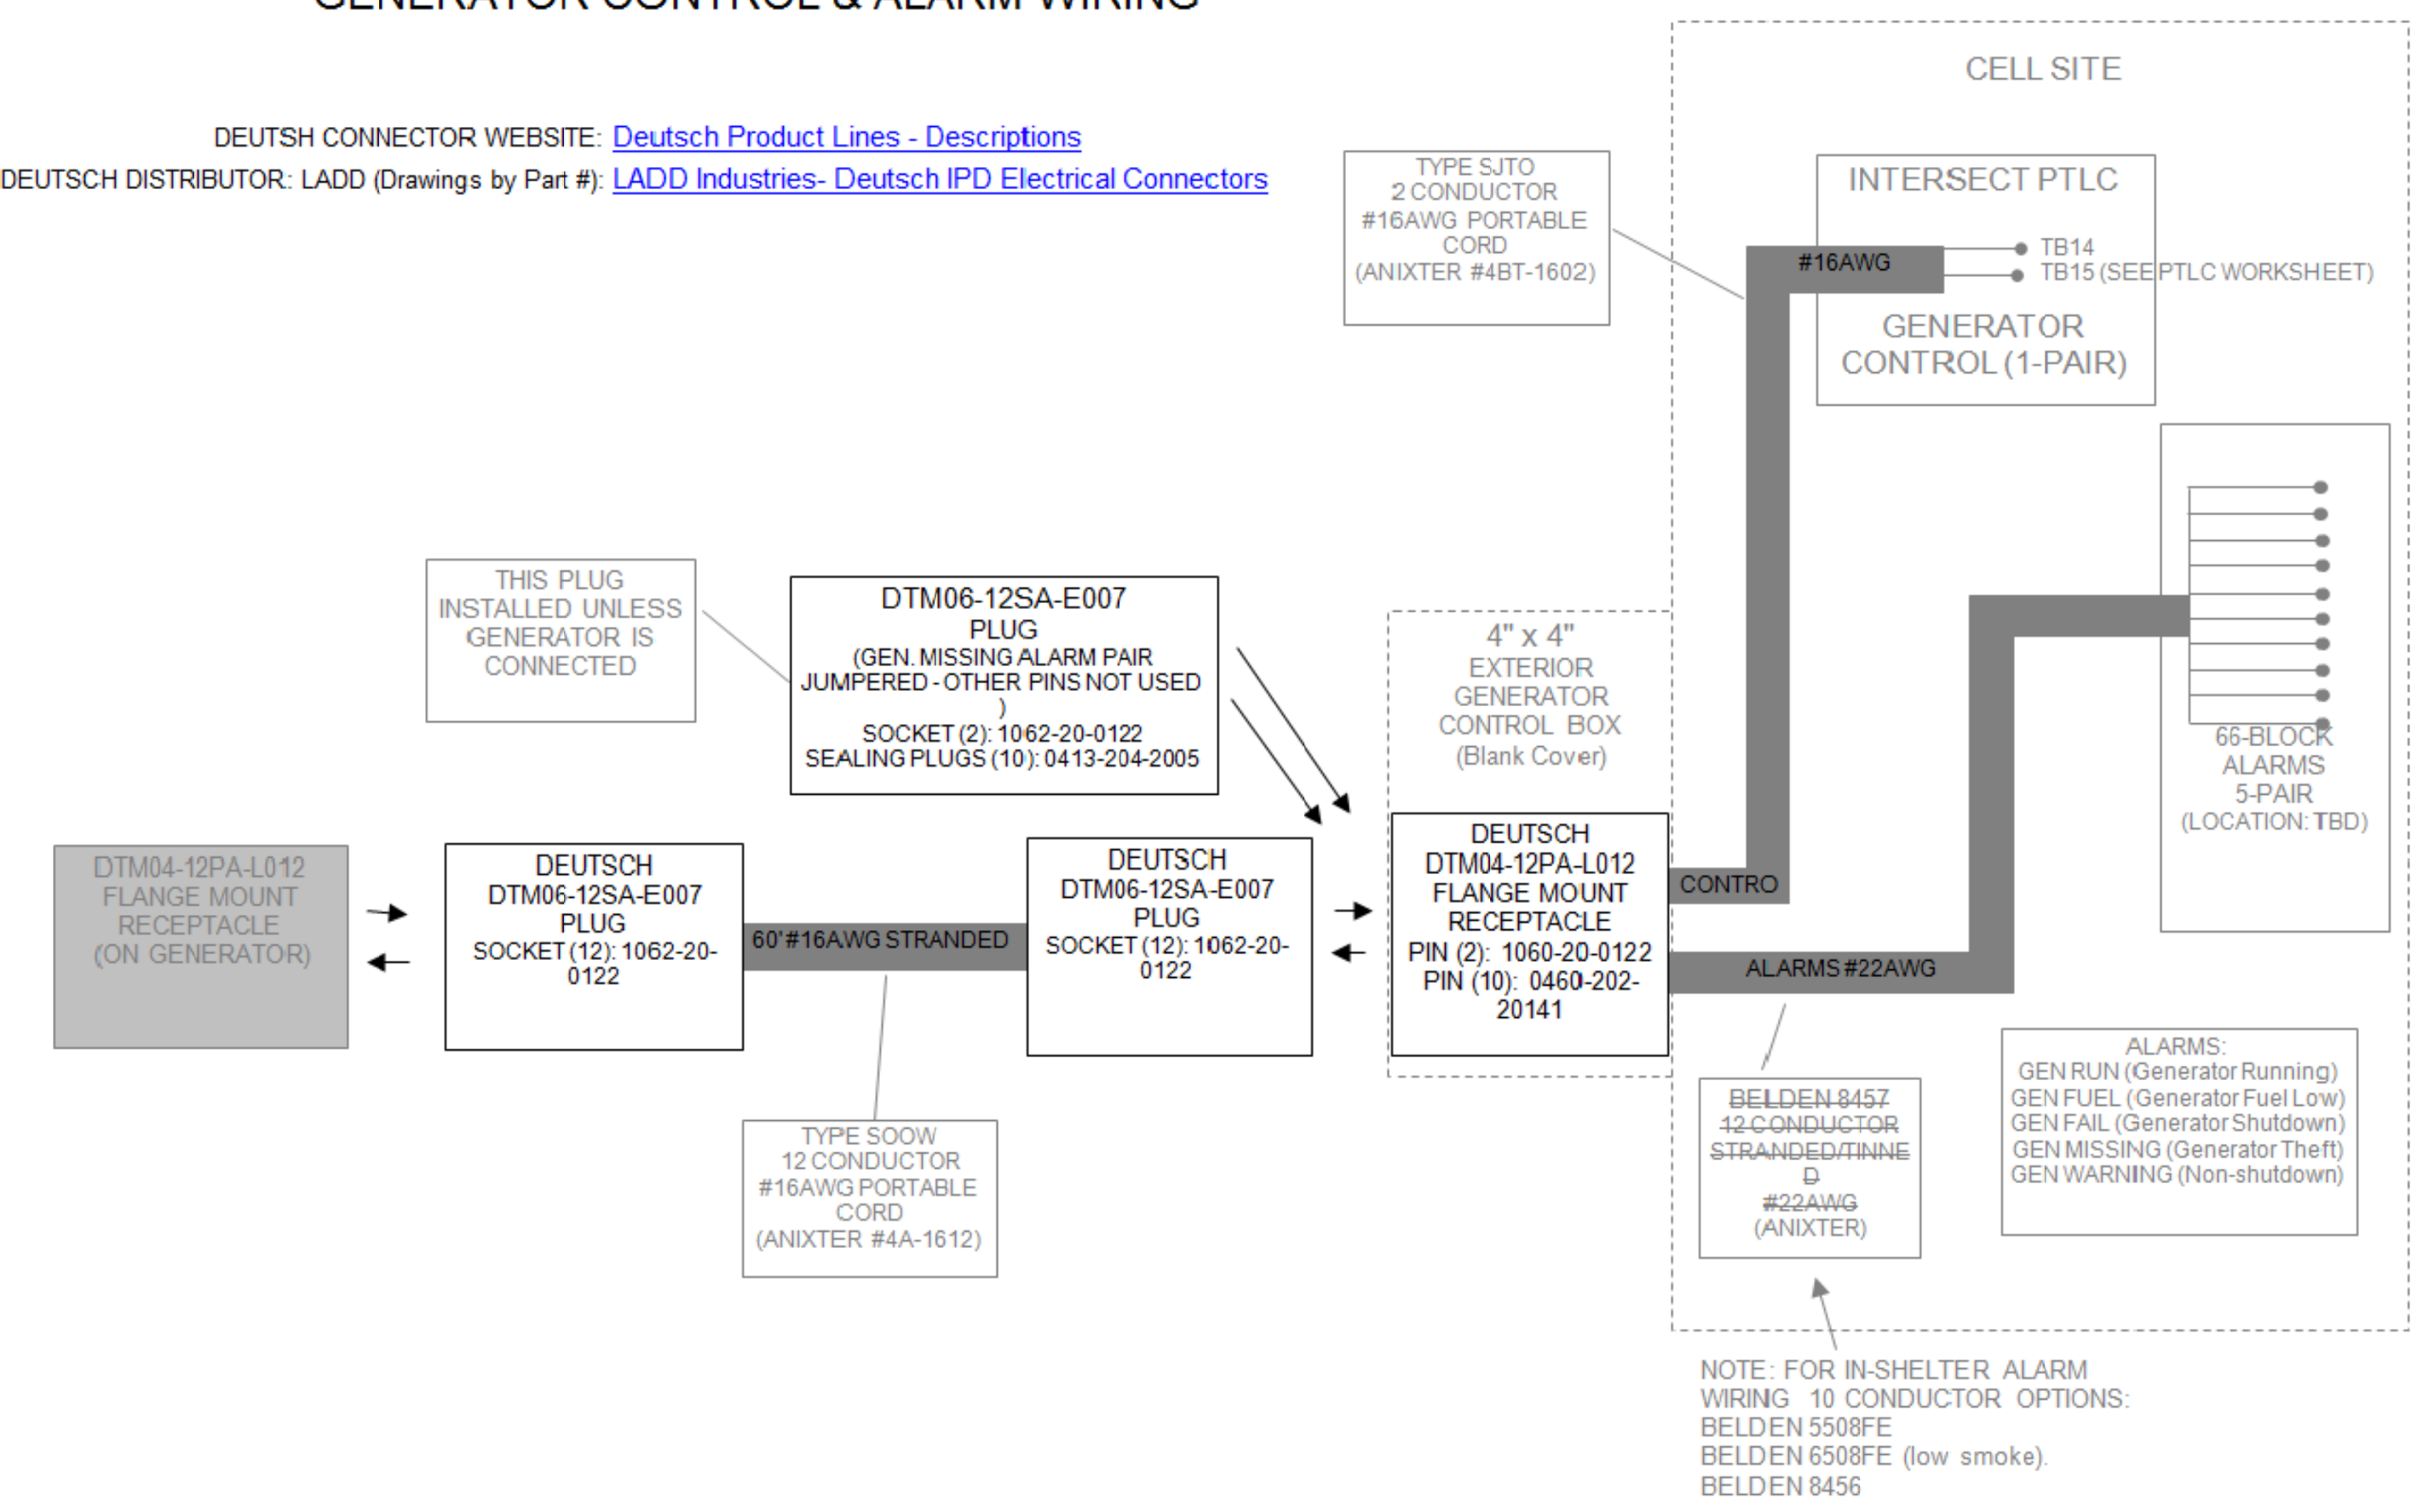 GENERATOR CONTROL & ALARM WIRING
DEUTSH CONNECTOR WEBSITE: Deutsch Product Lines - Descriptions
DEUTSCH DISTRIBUTOR: LADD (Drawings by Part #): LADD Industries- Deutsch IPD Electrical Connectors
CELL SITE
TYPE SJTO
2 CONDUCTOR
#16AWG PORTABLE
CORD
(ANIXTER #4BT-1602)
INTERSECT PTLC
#16AWG
TB14
TB15 (SEE PTLC WORKSHEET)
GENERATOR
CONTROL (1-PAIR)
THIS PLUG
INSTALLED UNLESS
GENERATOR IS
CONNECTED
DTM06-12SA-E007
PLUG
(GEN. MISSING ALARM PAIR
JUMPERED - OTHER PINS NOT USED
)
SOCKET (2): 1062-20-0122
SEALING PLUGS (10): 0413-204-2005
4" x 4"
EXTERIOR
GENERATOR
CONTROL BOX
(Blank Cover)
66-BLOCK
ALARMS
5-PAIR
(LOCATION: TBD)
DTM04-12PA-L012
FLANGE MOUNT
RECEPTACLE
(ON GENERATOR)
DEUTSCH
DTM06-12SA-E007
PLUG
SOCKET (12): 1062-20-
0122
60' #16AWG STRANDED
DEUTSCH
DTM06-12SA-E007
PLUG
SOCKET (12): 1062-20-
0122
DEUTSCH
DTM04-12PA-L012
FLANGE MOUNT
RECEPTACLE
PIN (2): 1060-20-0122
PIN (10): 0460-202-
20141
CONTRO
ALARMS #22AWG
TYPE SOOW
12 CONDUCTOR
#16AWG PORTABLE
CORD
(ANIXTER #4A-1612)
BELDEN 8457
12 CONDUCTOR
STRANDED/TINNE
D
#22AWG
(ANIXTER)
ALARMS:
GEN RUN (Generator Running)
GEN FUEL (Generator Fuel Low)
GEN FAIL (Generator Shutdown)
GEN MISSING (Generator Theft)
GEN WARNING (Non-shutdown)
NOTE: FOR IN-SHELTER ALARM
WIRING 10 CONDUCTOR OPTIONS:
BELDEN 5508FE
BELDEN 6508FE (low smoke).
BELDEN 8456